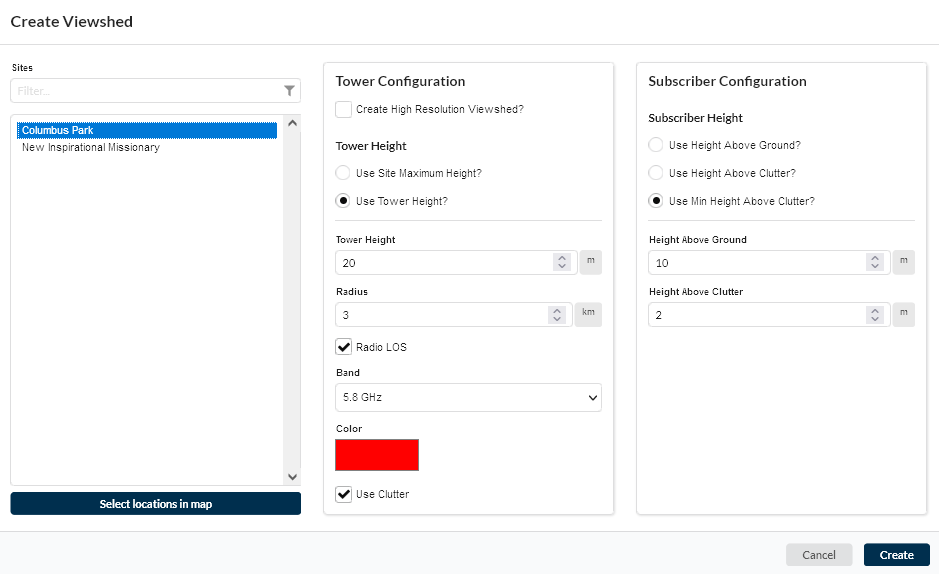 Create Viewshed
Sites
Filter...
Columbus Park
New Inspirational Missionary
Select locations in map
Tower Configuration
Create High Resolution Viewshed?
Tower Height
Use Site Maximum Height?
Use Tower Height?
Tower Height
20
m
Radius
3
km
Radio LOS
Band
5.8 GHz
Color
Use Clutter
Subscriber Configuration
Subscriber Height
Use Height Above Ground?
Use Height Above Clutter?
Use Min Height Above Clutter?
Height Above Ground
10
m
Height Above Clutter
2
m
Cancel
Create